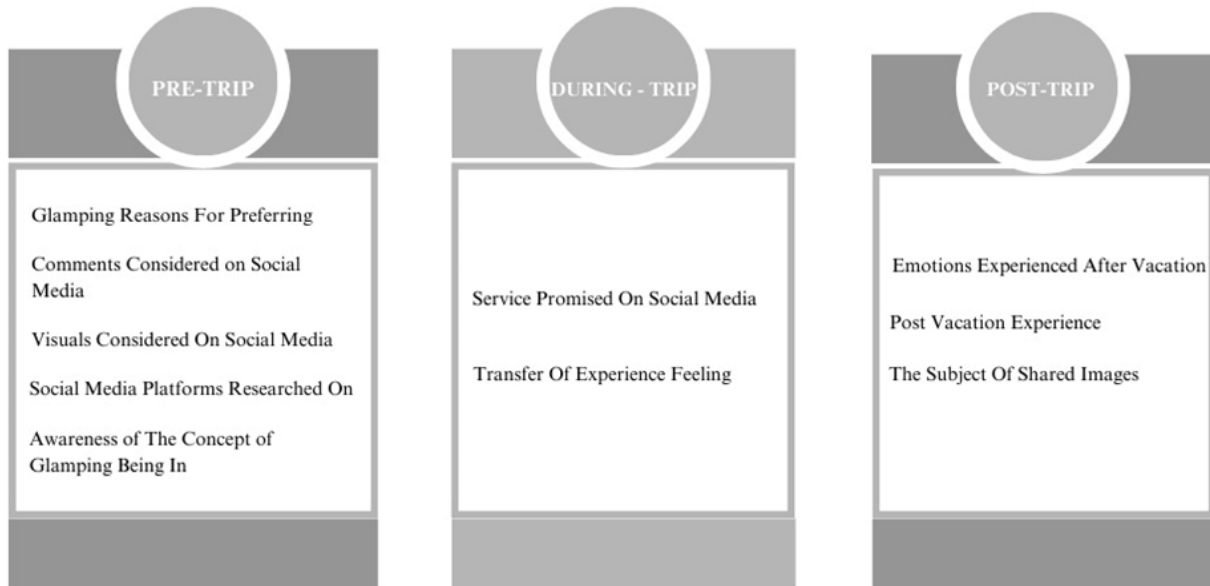 PRE-TRIP
Glamping Reasons For Preferring
Comments Considered on Social
Media
Visuals Considered On Social Media
Social Media Platforms Researched On
Awareness of The Concept of
Glamping Being In
DURING - TRIP
Service Promised On Social Media
Transfer Of Experience Feeling
POST-TRIP
Emotions Experienced After Vacation
Post Vacation Experience
The Subject Of Shared Images